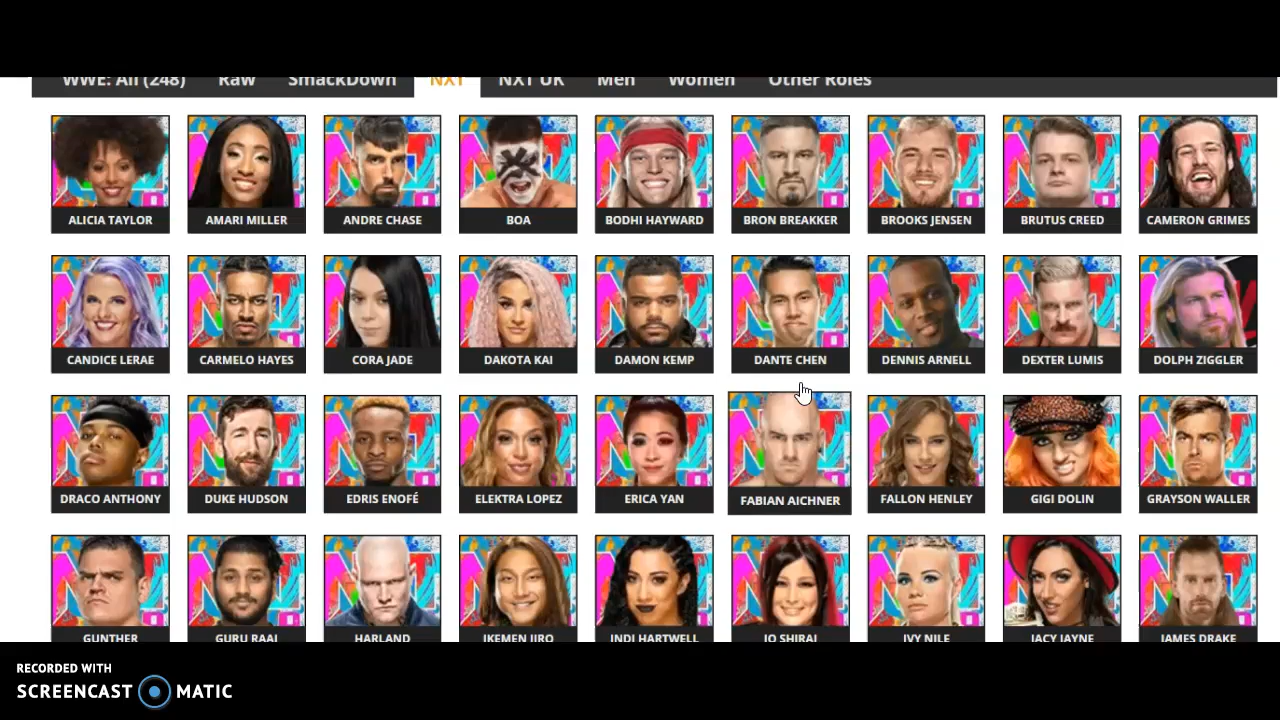 WWE: All (248) Raw SmackDown NXT NXT UK Men Women Other Roles
ALICIA TAYLOR AMARI MILLER ANDRE CHASE BOA BODHI HAYWARD BRON BREAKKER BROOKS JENSEN BRUTUS CREED CAMERON GRIMES
CANDICE LERAE CARMELO HAYES CORA JADE DAKOTA KAI DAMON KEMP DANTE CHEN DENNIS ARNELL DEXTER LUMIS DOLPH ZIGGLER
DRACO ANTHONY DUKE HUDSON EDRIS ENOFÉ ELEKTRA LOPEZ ERICA YAN FABIAN AICHNER FALLON HENLEY GIGI DOLIN GRAYSON WALLER
GUNTHER GURU RAAJ HARLAND IKEMEN JIRO INDI HARTWELL IO SHIRAI IVY NILE JACY JAYNE JAMES DRAKE
RECORDED WITH
SCREENCAST MATIC